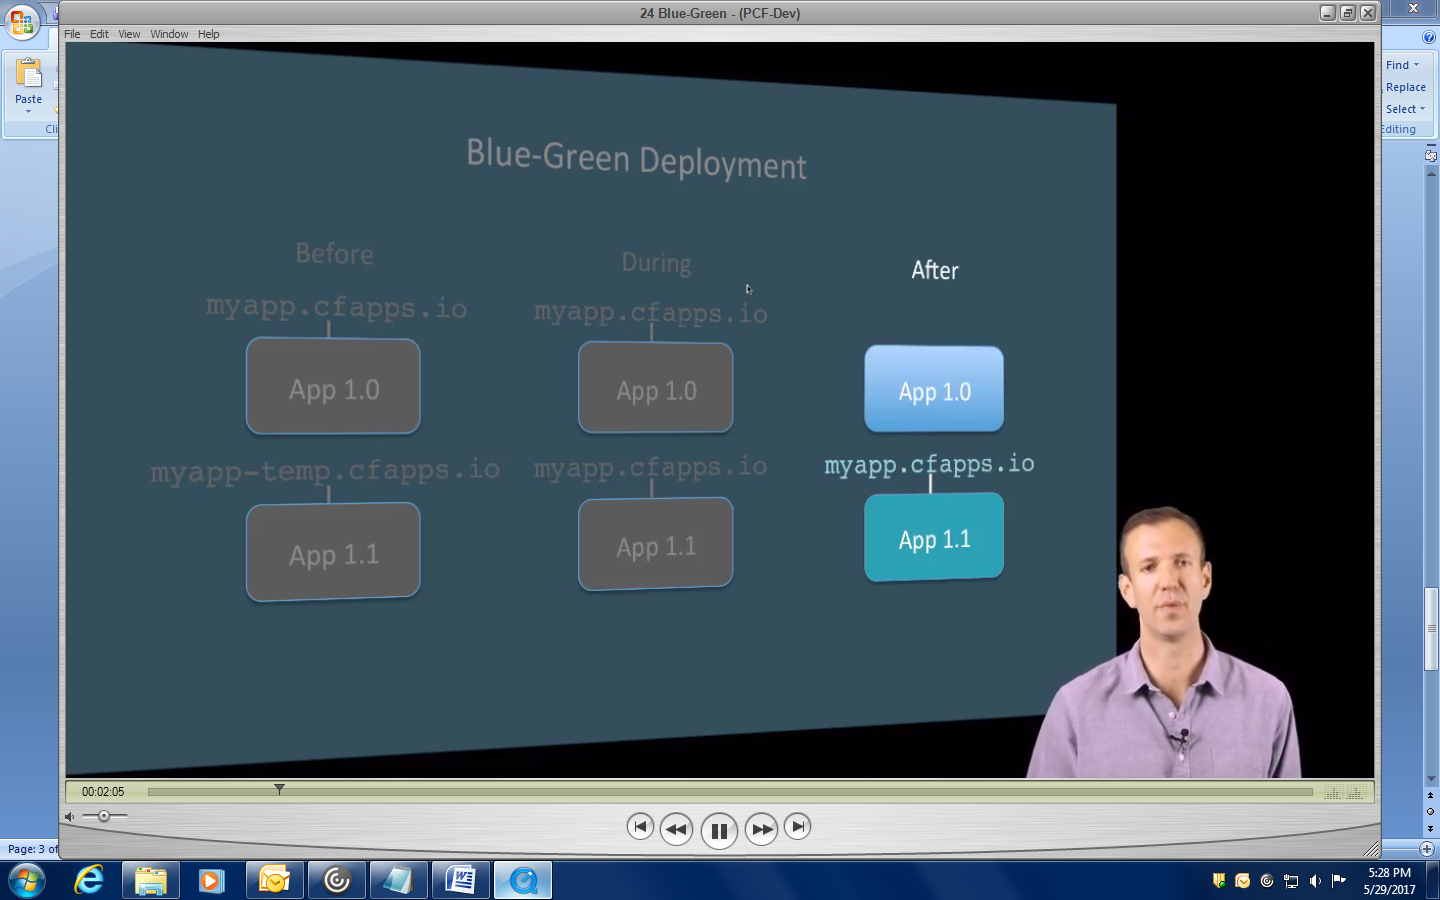 24 Blue-Green - (PCF-Dev)
File Edit View Window Help
Paste
Find
Replace
Select
Editing
Blue-Green Deployment
Before During After
myapp.cfapps.io myapp.cfapps.io
App 1.0 App 1.0 App 1.0
myapp-temp.cfapps.io myapp.cfapps.io myapp.cfapps.io
App 1.1 App 1.1 App 1.1
00:02:05
Page: 3 of
5:28 PM
5/29/2017